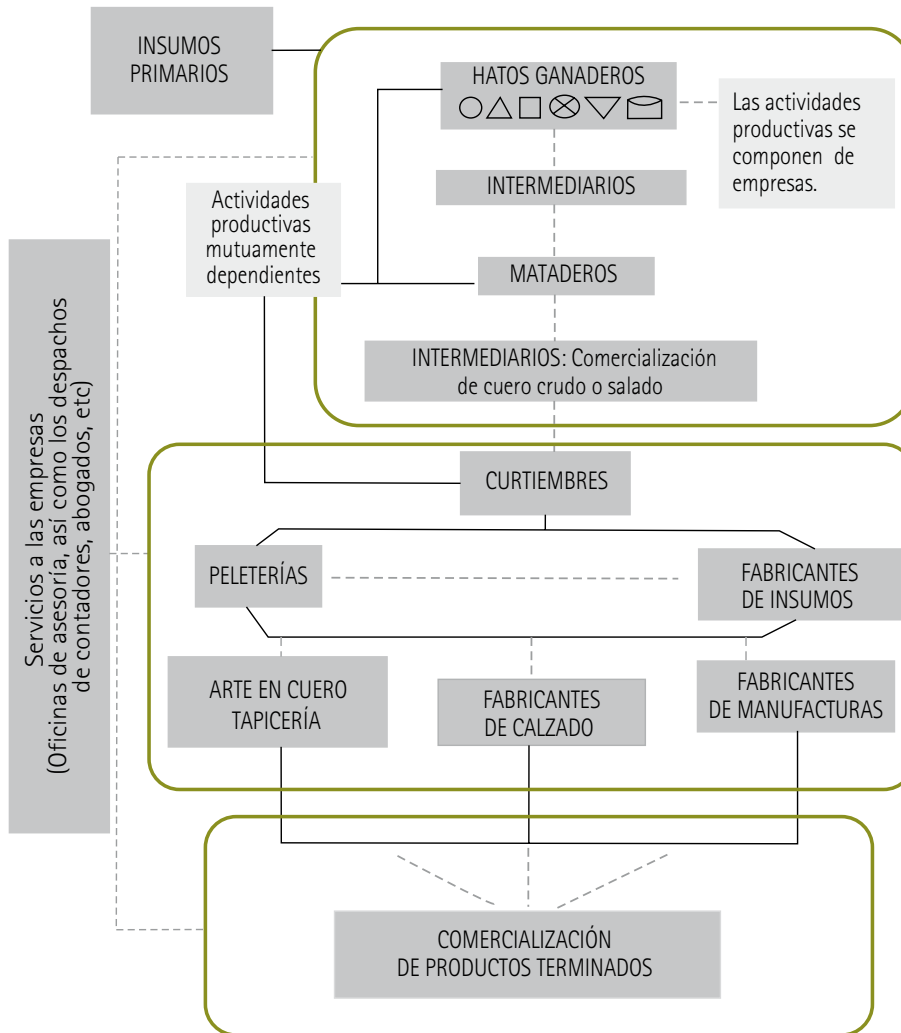 INSUMOS
PRIMARIOS
HATOS GANADEROS
Las actividades
productivas se
componen de
empresas.
INTERMEDIARIOS
Actividades
productivas
mutuamente
dependientes
MATADEROS
INTERMEDIARIOS: Comercialización
de cuero crudo o salado
Servicios a las empresas
(Oficinas de asesoría, así como los despachos
de contadores, abogados, etc)
CURTIEMBRES
PELETERÍAS
FABRICANTES
DE INSUMOS
ARTE EN CUERO
TAPICERÍA
FABRICANTES
DE CALZADO
FABRICANTES
DE MANUFACTURAS
COMERCIALIZACIÓN
DE PRODUCTOS TERMINADOS